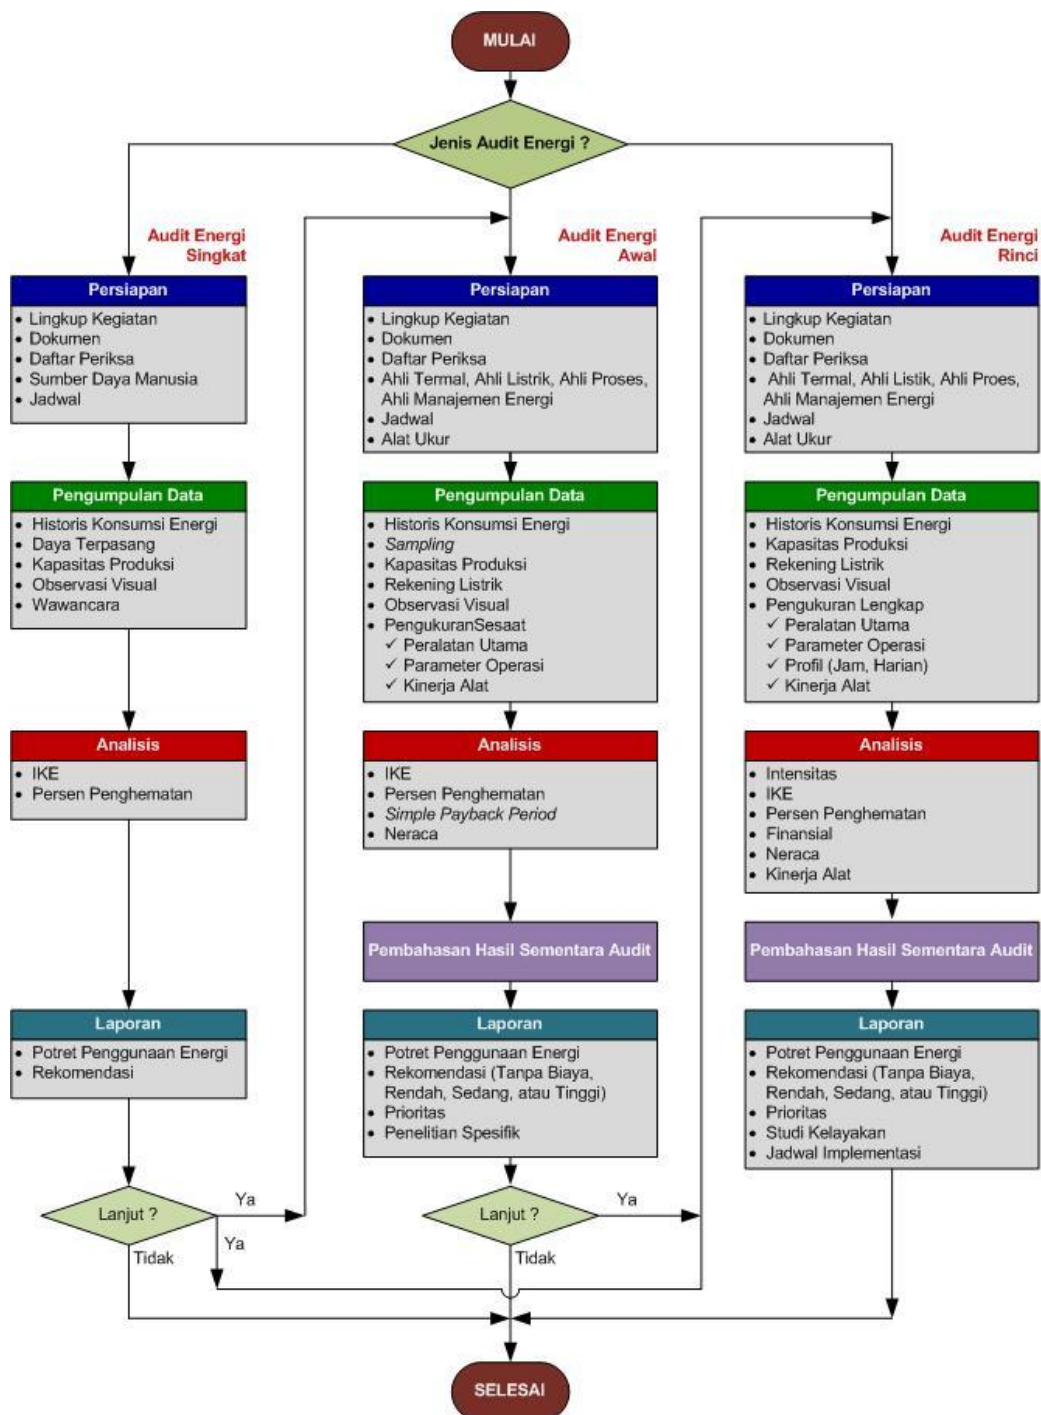 MULAI
Jenis Audit Energi ?
Audit Energi
Singkat
Persiapan
• Lingkup Kegiatan
• Dokumen
• Daftar Periksa
• Sumber Daya Manusia
• Jadwal
Pengumpulan Data
• Historis Konsumsi Energi
• Daya Terpasang
• Kapasitas Produksi
• Observasi Visual
• Wawancara
Analisis
• IKE
• Persen Penghematan
Laporan
• Potret Penggunaan Energi
• Rekomendasi
Lanjut ?
Ya
Ya
Tidak
Audit Energi
Awal
Persiapan
• Lingkup Kegiatan
• Dokumen
• Daftar Periksa
• Ahli Termal, Ahli Listrik, Ahli Proses,
Ahli Manajemen Energi
• Jadwal
• Alat Ukur
Pengumpulan Data
• Historis Konsumsi Energi
• Sampling
• Kapasitas Produksi
• Rekening Listrik
• Observasi Visual
• PengukuranSesaat
✓ Peralatan Utama
✓ Parameter Operasi
✓ Kinerja Alat
Analisis
• IKE
• Persen Penghematan
• Simple Payback Period
• Neraca
Pembahasan Hasil Sementara Audit
Laporan
• Potret Penggunaan Energi
• Rekomendasi (Tanpa Biaya,
Rendah, Sedang, atau Tinggi)
• Prioritas
• Penelitian Spesifik
Lanjut ?
Ya
Tidak
Audit Energi
Rinci
Persiapan
• Lingkup Kegiatan
• Dokumen
• Daftar Periksa
• Ahli Termal, Ahli Listik, Ahli Proes,
Ahli Manajemen Energi
• Jadwal
• Alat Ukur
Pengumpulan Data
• Historis Konsumsi Energi
• Kapasitas Produksi
• Rekening Listrik
• Observasi Visual
• Pengukuran Lengkap
✓ Peralatan Utama
✓ Parameter Operasi
✓ Profil (Jam, Harian)
✓ Kinerja Alat
Analisis
• Intensitas
• IKE
• Persen Penghematan
• Finansial
• Neraca
• Kinerja Alat
Pembahasan Hasil Sementara Audit
Laporan
• Potret Penggunaan Energi
• Rekomendasi (Tanpa Biaya,
Rendah, Sedang, atau Tinggi)
• Prioritas
• Studi Kelayakan
• Jadwal Implementasi
SELESAI